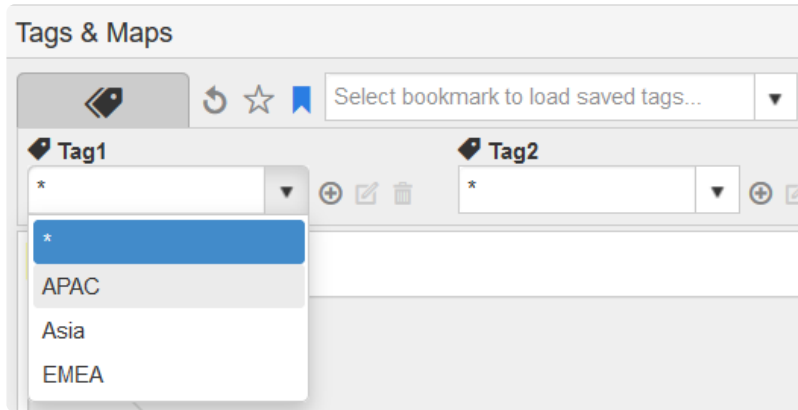 Tags & Maps
Select bookmark to load saved tags...
Tag1 Tag2
* *
*
APAC
Asia
EMEA